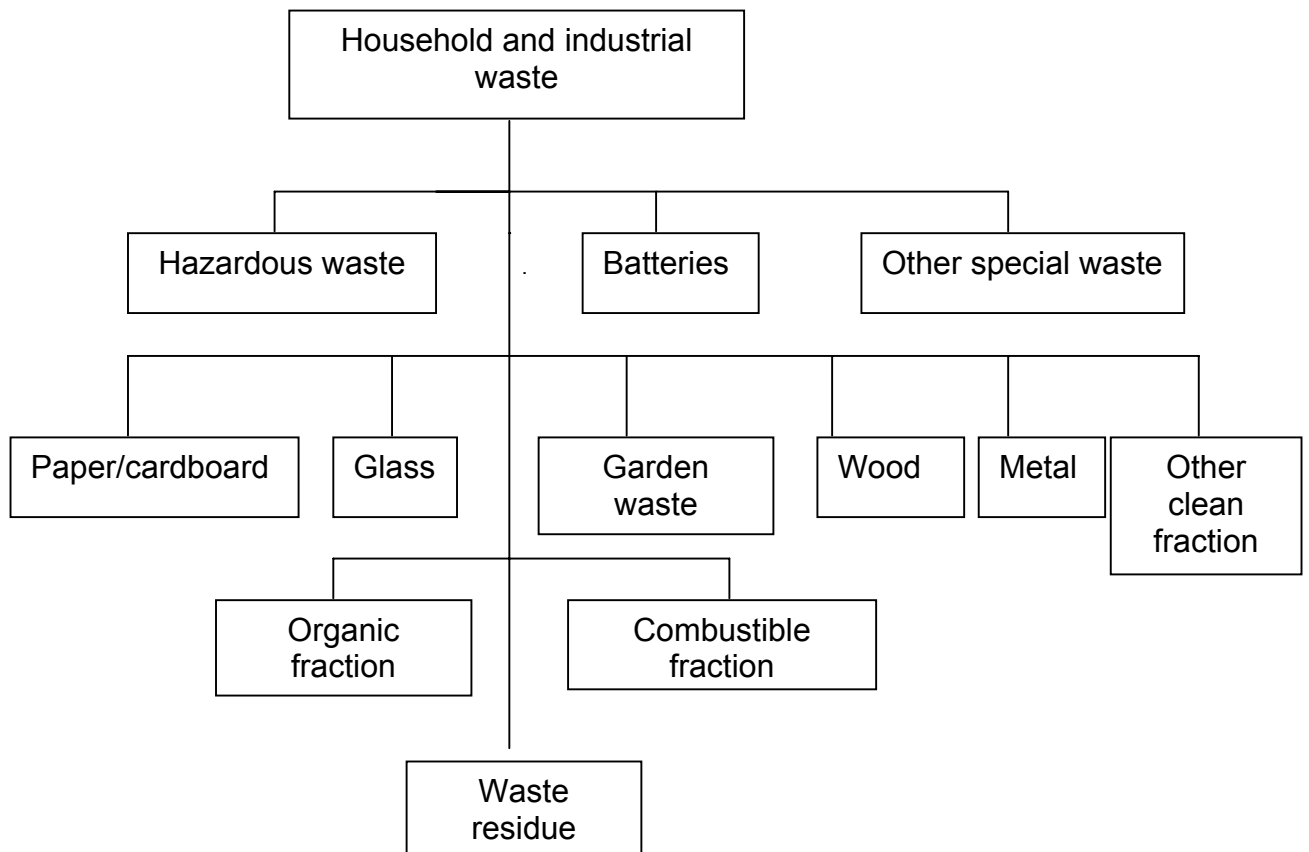 Household and industrial
waste
Hazardous waste
Batteries
Other special waste
Paper/cardboard
Glass
Garden
waste
Wood
Metal
Other
clean
fraction
Organic
fraction
Combustible
fraction
Waste
residue